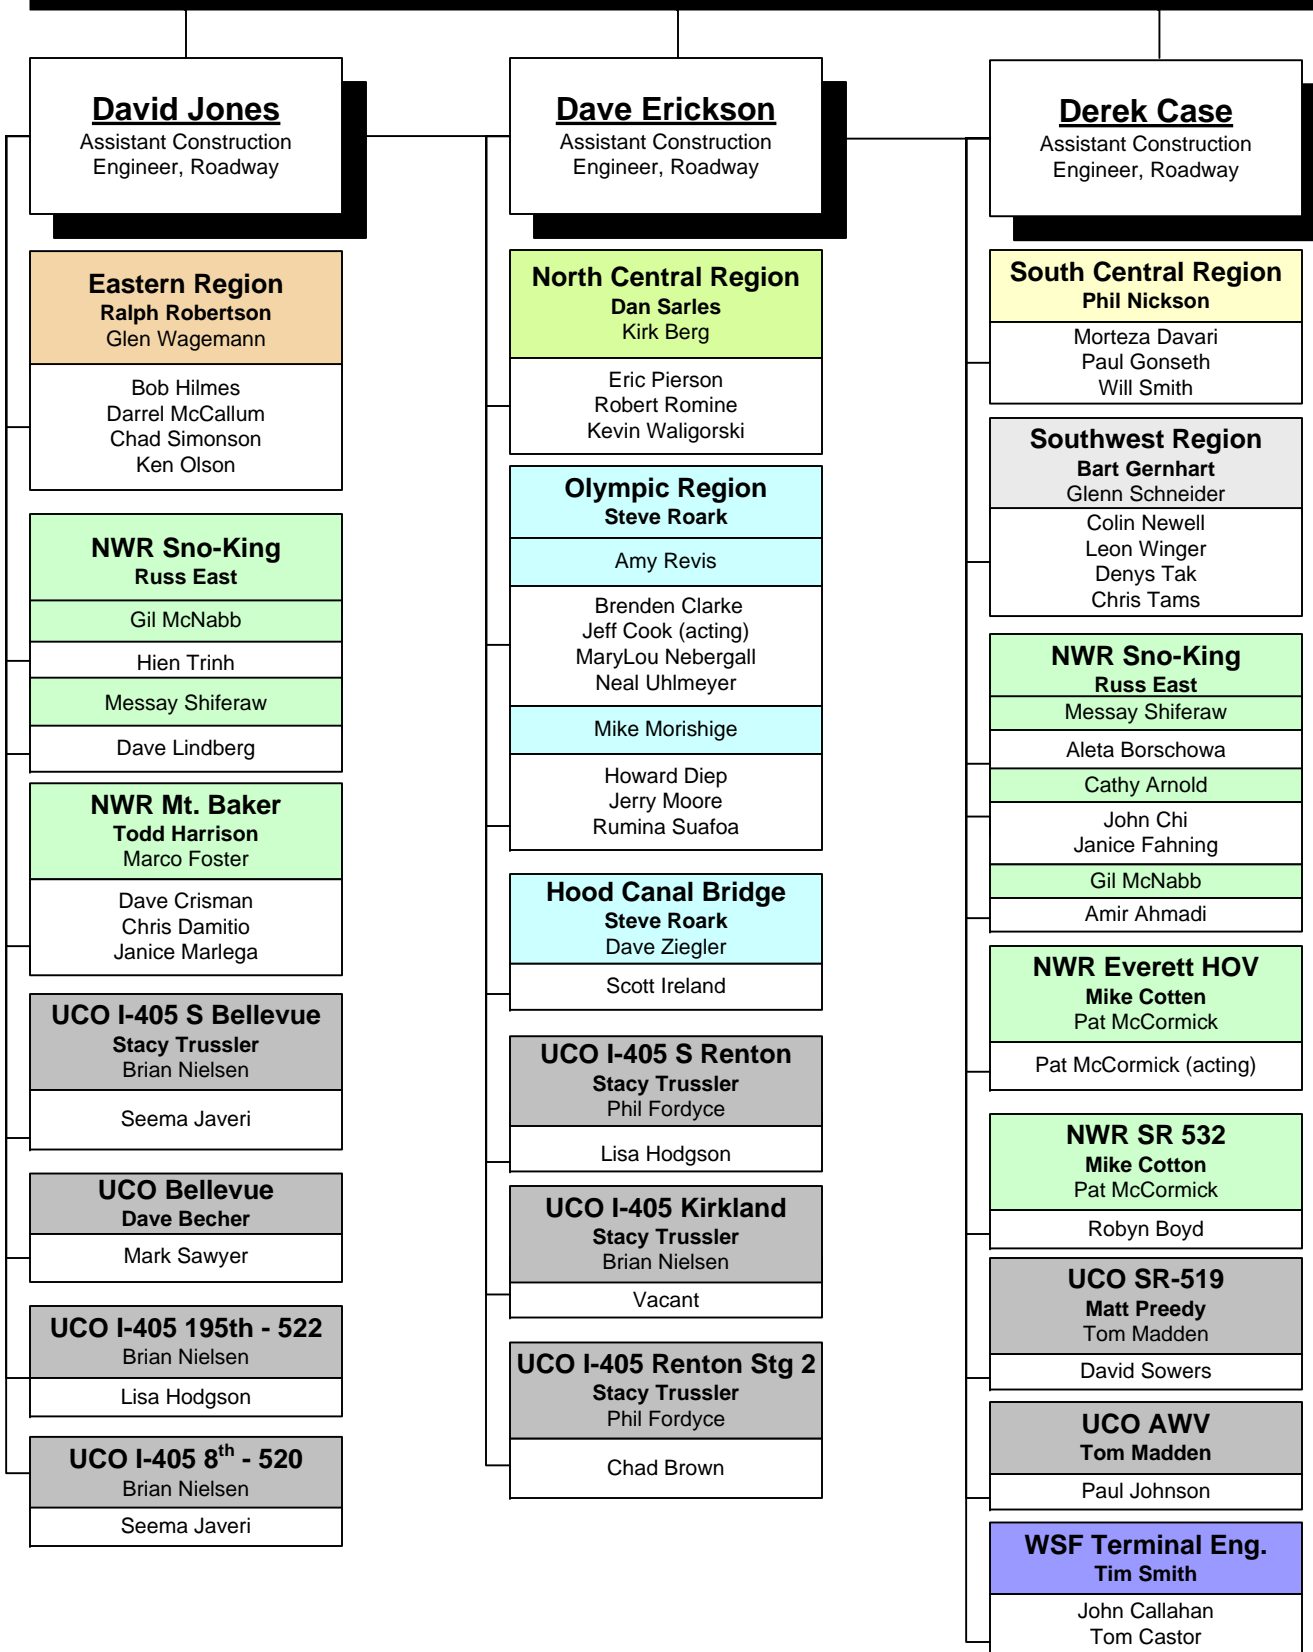 David Jones
Assistant Construction
Engineer, Roadway
Eastern Region
Ralph Robertson
Glen Wagemann
Bob Hilmes
Darrel McCallum
Chad Simonson
Ken Olson
NWR Sno-King
Russ East
Gil McNabb
Hien Trinh
Messay Shiferaw
Dave Lindberg
NWR Mt. Baker
Todd Harrison
Marco Foster
Dave Crisman
Chris Damitio
Janice Marlega
UCO I-405 S Bellevue
Stacy Trussler
Brian Nielsen
Seema Javeri
UCO Bellevue
Dave Becher
Mark Sawyer
UCO I-405 195th - 522
Brian Nielsen
Lisa Hodgson
UCO I-405 8th - 520
Brian Nielsen
Seema Javeri
Dave Erickson
Assistant Construction
Engineer, Roadway
North Central Region
Dan Sarles
Kirk Berg
Eric Pierson
Robert Romine
Kevin Waligorski
Olympic Region
Steve Roark
Amy Revis
Brenden Clarke
Jeff Cook (acting)
MaryLou Nebergall
Neal Uhlmeyer
Mike Morishige
Howard Diep
Jerry Moore
Rumina Suafoa
Hood Canal Bridge
Steve Roark
Dave Ziegler
Scott Ireland
UCO I-405 S Renton
Stacy Trussler
Phil Fordyce
Lisa Hodgson
UCO I-405 Kirkland
Stacy Trussler
Brian Nielsen
Vacant
UCO I-405 Renton Stg 2
Stacy Trussler
Phil Fordyce
Chad Brown
Derek Case
Assistant Construction
Engineer, Roadway
South Central Region
Phil Nickson
Morteza Davari
Paul Gonseth
Will Smith
Southwest Region
Bart Gernhart
Glenn Schneider
Colin Newell
Leon Winger
Denys Tak
Chris Tams
NWR Sno-King
Russ East
Messay Shiferaw
Aleta Borschowa
Cathy Arnold
John Chi
Janice Fahning
Gil McNabb
Amir Ahmadi
NWR Everett HOV
Mike Cotten
Pat McCormick
Pat McCormick (acting)
NWR SR 532
Mike Cotton
Pat McCormick
Robyn Boyd
UCO SR-519
Matt Preedy
Tom Madden
David Sowers
UCO AWV
Tom Madden
Paul Johnson
WSF Terminal Eng.
Tim Smith
John Callahan
Tom Castor